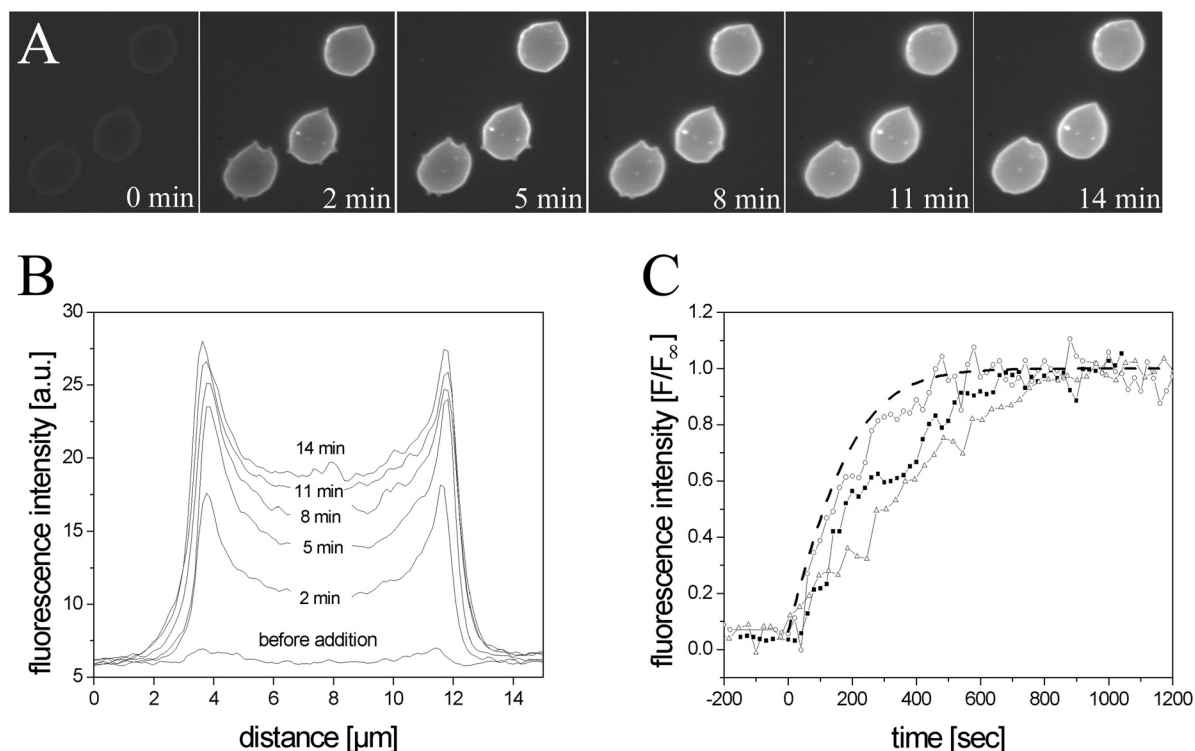 A
0 min
2 min
5 min
8 min
11 min
14 min
B
30
25
20
15
10
5
fluorescence intensity [a.u.]
14 min
11 min
8 min
5 min
2 min
before addition
0 2 4 6 8 10 12 14
distance [µm]
C
1.2
1.0
0.8
0.6
0.4
0.2
0.0
fluorescence intensity [F/F∞]
-200 0 200 400 600 800 1000 1200
time [sec]